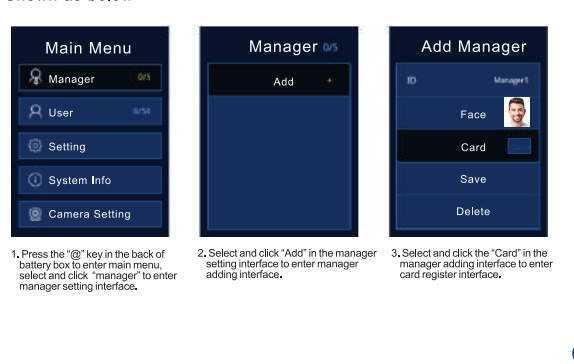 Shown as below
Main Menu
Manager 0/5
User
Setting
System Info
Camera Setting
Manager 0/5
Add +
Add Manager
ID Manager1
Face
Card
Save
Delete
1. Press the “@” key in the back of
battery box to enter main menu,
select and click “manager” to enter
manager setting interface.
2. Select and click “Add” in the manager
setting interface to enter manager
adding interface.
3. Select and click the “Card” in the
manager adding interface to enter
card register interface.